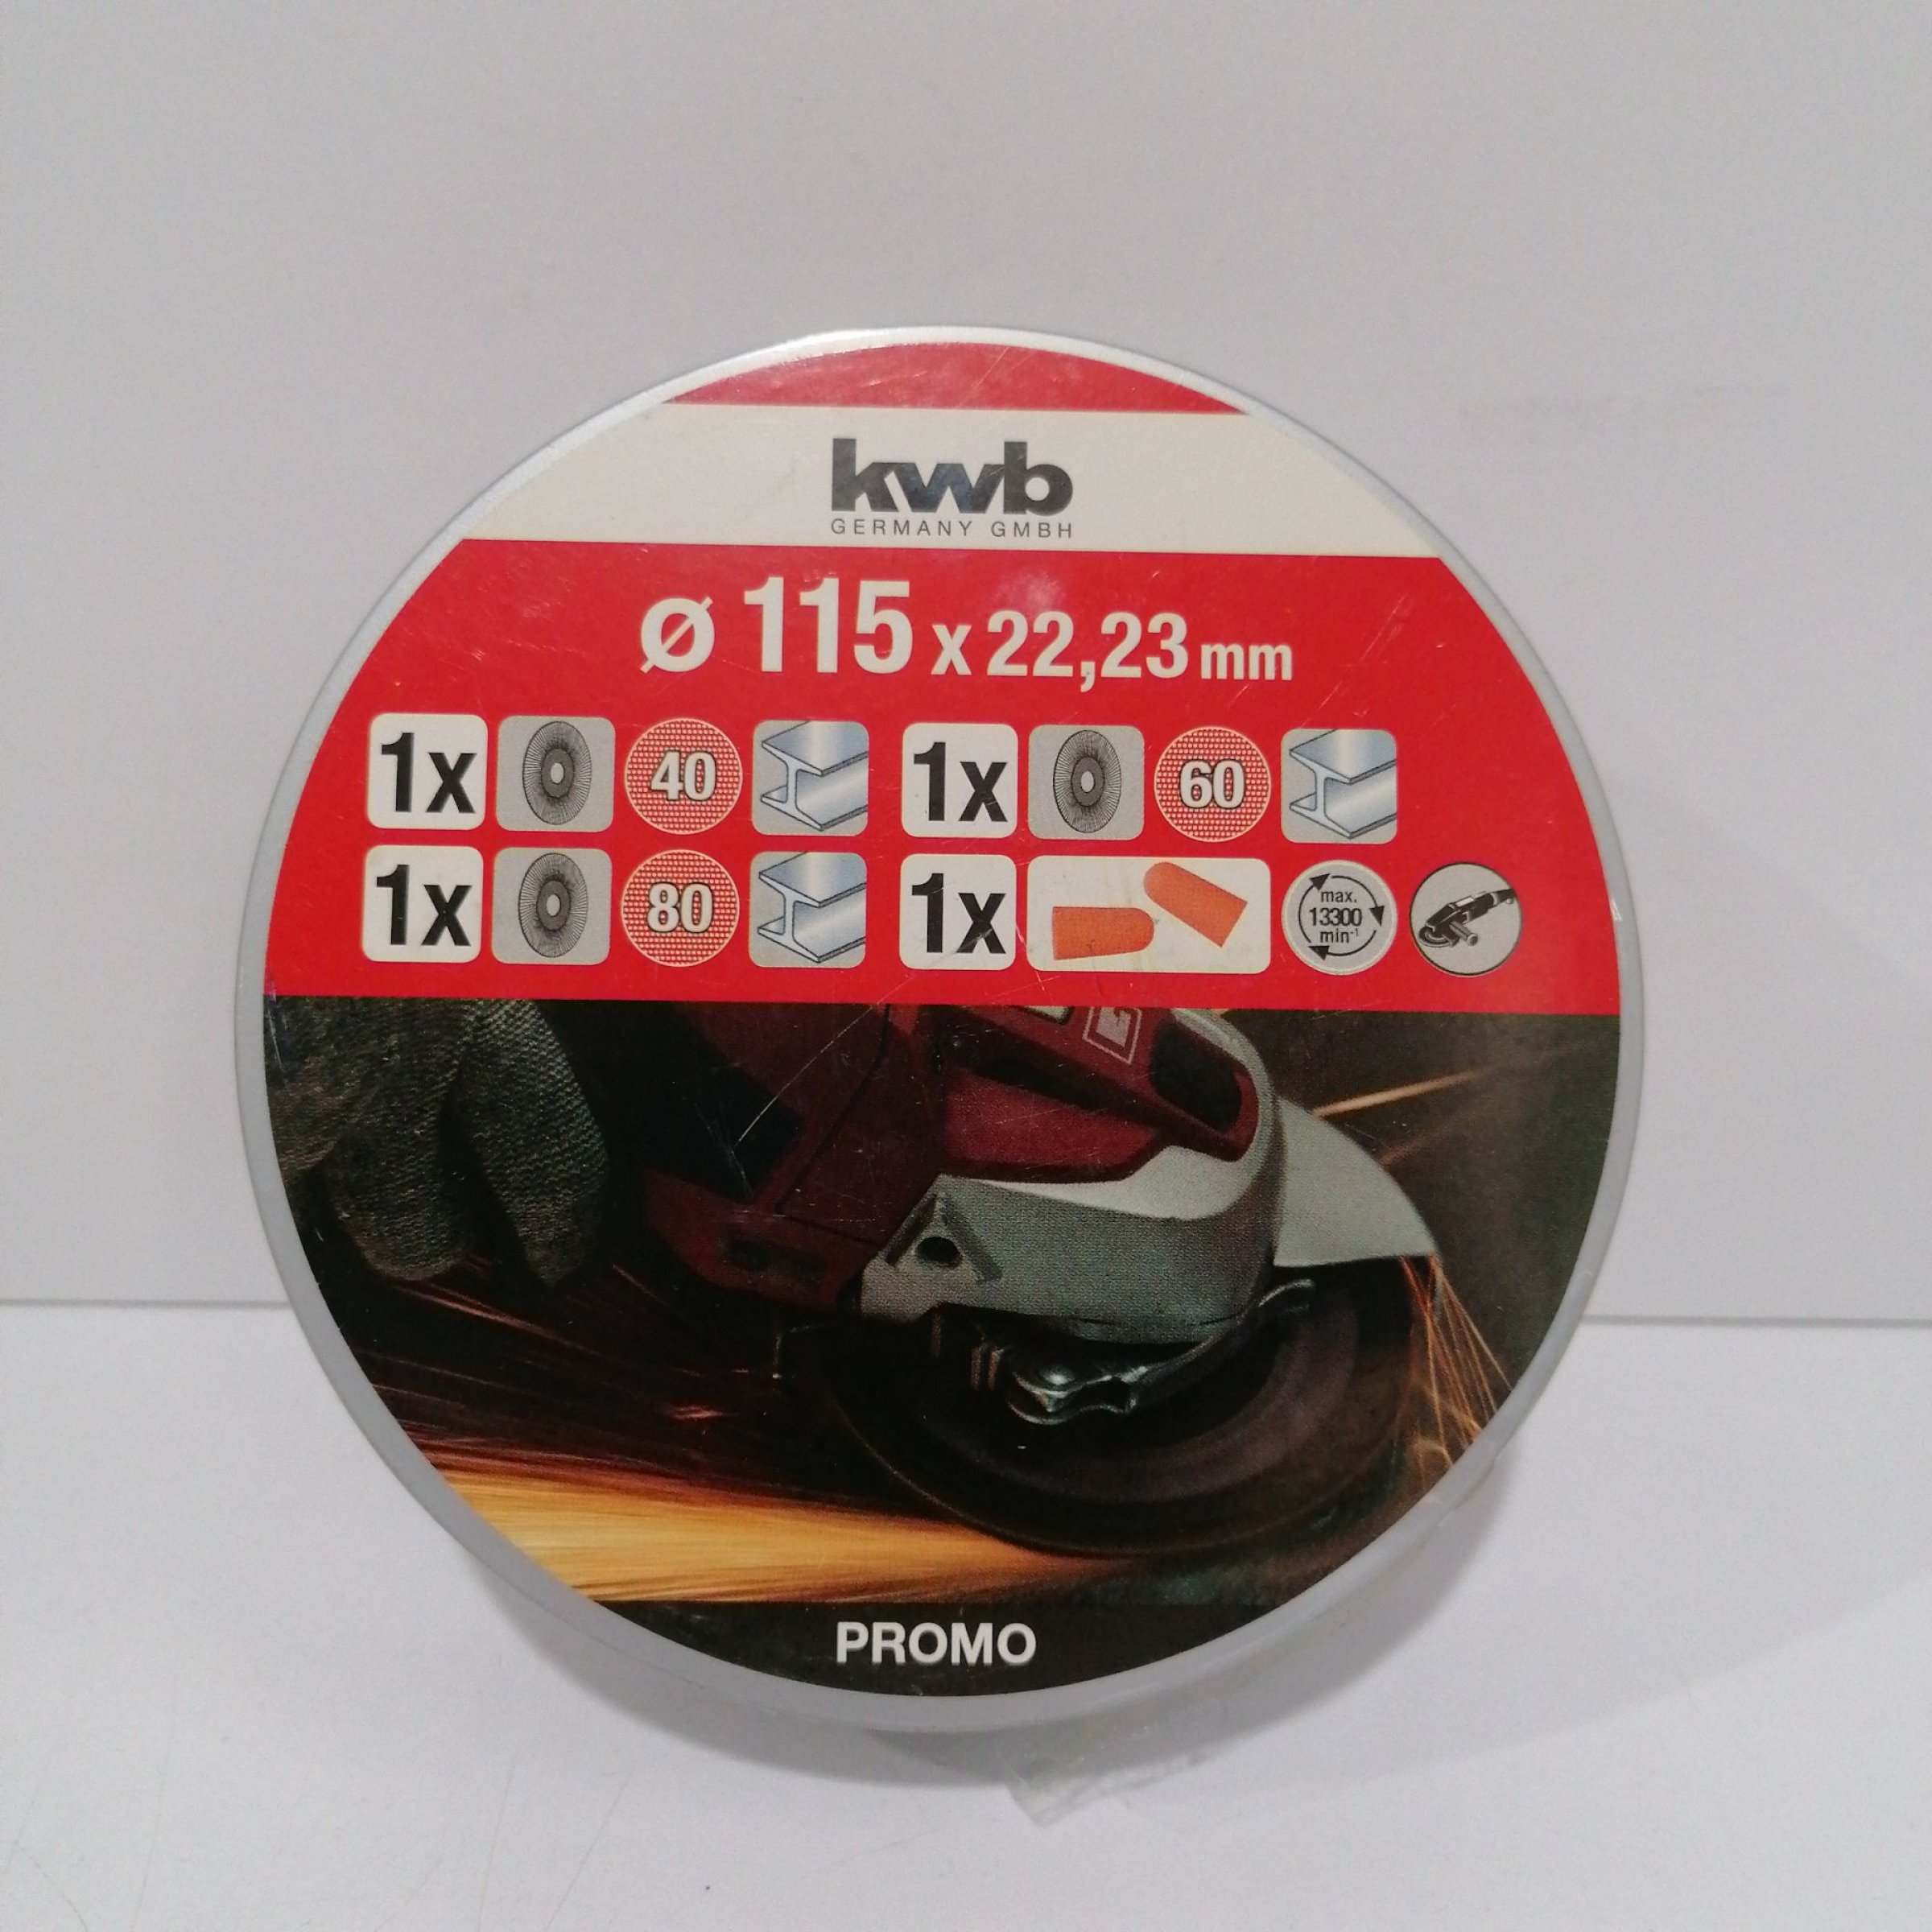 kwb
GERMANY GMBH
ø 115 x 22,23 mm
1x 40 1x 60
1x 80 1x max. 13300 min⁻¹
PROMO